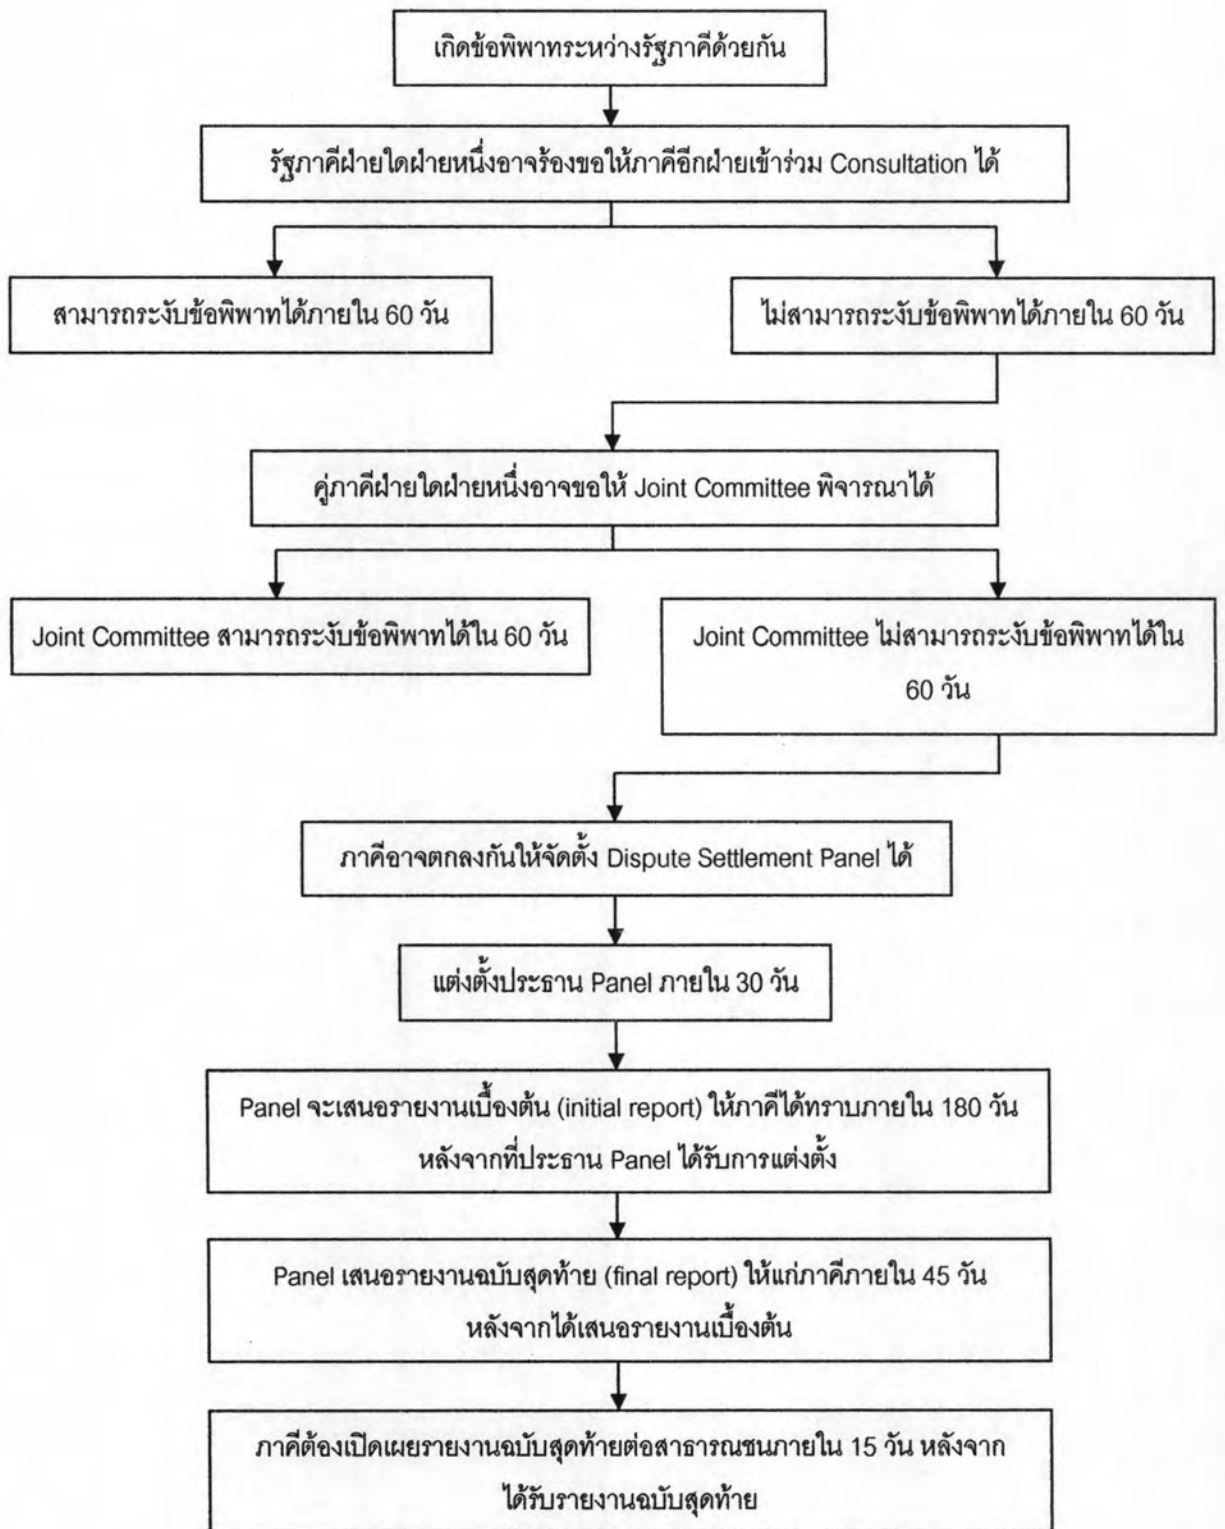 เกิดข้อพิพาทระหว่างรัฐภาคีด้วยกัน
รัฐภาคีฝ่ายใดฝ่ายหนึ่งอาจร้องขอให้ภาคีอีกฝ่ายเข้าร่วม Consultation ได้
สามารถระงับข้อพิพาทได้ภายใน 60 วัน
ไม่สามารถระงับข้อพิพาทได้ภายใน 60 วัน
คู่ภาคีฝ่ายใดฝ่ายหนึ่งอาจขอให้ Joint Committee พิจารณาได้
Joint Committee สามารถระงับข้อพิพาทได้ใน 60 วัน
Joint Committee ไม่สามารถระงับข้อพิพาทได้ใน
60 วัน
ภาคีอาจตกลงกันให้จัดตั้ง Dispute Settlement Panel ได้
แต่งตั้งประธาน Panel ภายใน 30 วัน
Panel จะเสนอรายงานเบื้องต้น (initial report) ให้ภาคีได้ทราบภายใน 180 วัน
หลังจากที่ประธาน Panel ได้รับการแต่งตั้ง
Panel เสนอรายงานฉบับสุดท้าย (final report) ให้แก่ภาคีภายใน 45 วัน
หลังจากได้เสนอรายงานเบื้องต้น
ภาคีต้องเปิดเผยรายงานฉบับสุดท้ายต่อสาธารณชนภายใน 15 วัน หลังจาก
ได้รับรายงานฉบับสุดท้าย